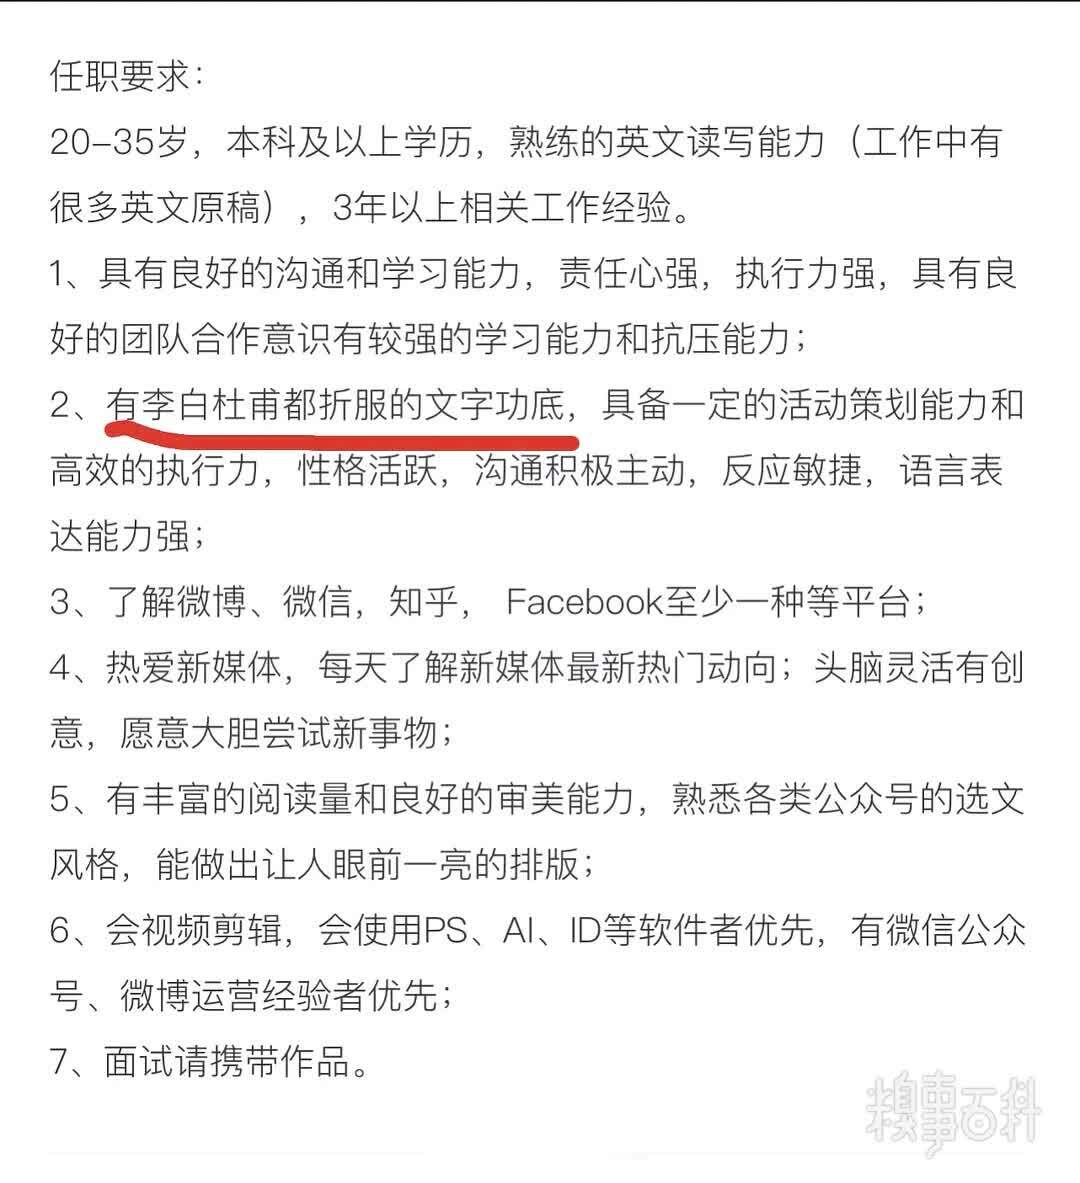 任职要求：
20-35岁，本科及以上学历，熟练的英文读写能力（工作中有
很多英文原稿），3年以上相关工作经验。
1、具有良好的沟通和学习能力，责任心强，执行力强，具有良
好的团队合作意识有较强的学习能力和抗压能力；
2、有李白杜甫都折服的文字功底，具备一定的活动策划能力和
高效的执行力，性格活跃，沟通积极主动，反应敏捷，语言表
达能力强；
3、了解微博、微信，知乎， Facebook至少一种等平台；
4、热爱新媒体，每天了解新媒体最新热门动向；头脑灵活有创
意，愿意大胆尝试新事物；
5、有丰富的阅读量和良好的审美能力，熟悉各类公众号的选文
风格，能做出让人眼前一亮的排版；
6、会视频剪辑，会使用PS、AI、ID等软件者优先，有微信公众
号、微博运营经验者优先；
7、面试请携带作品。
糗事百科